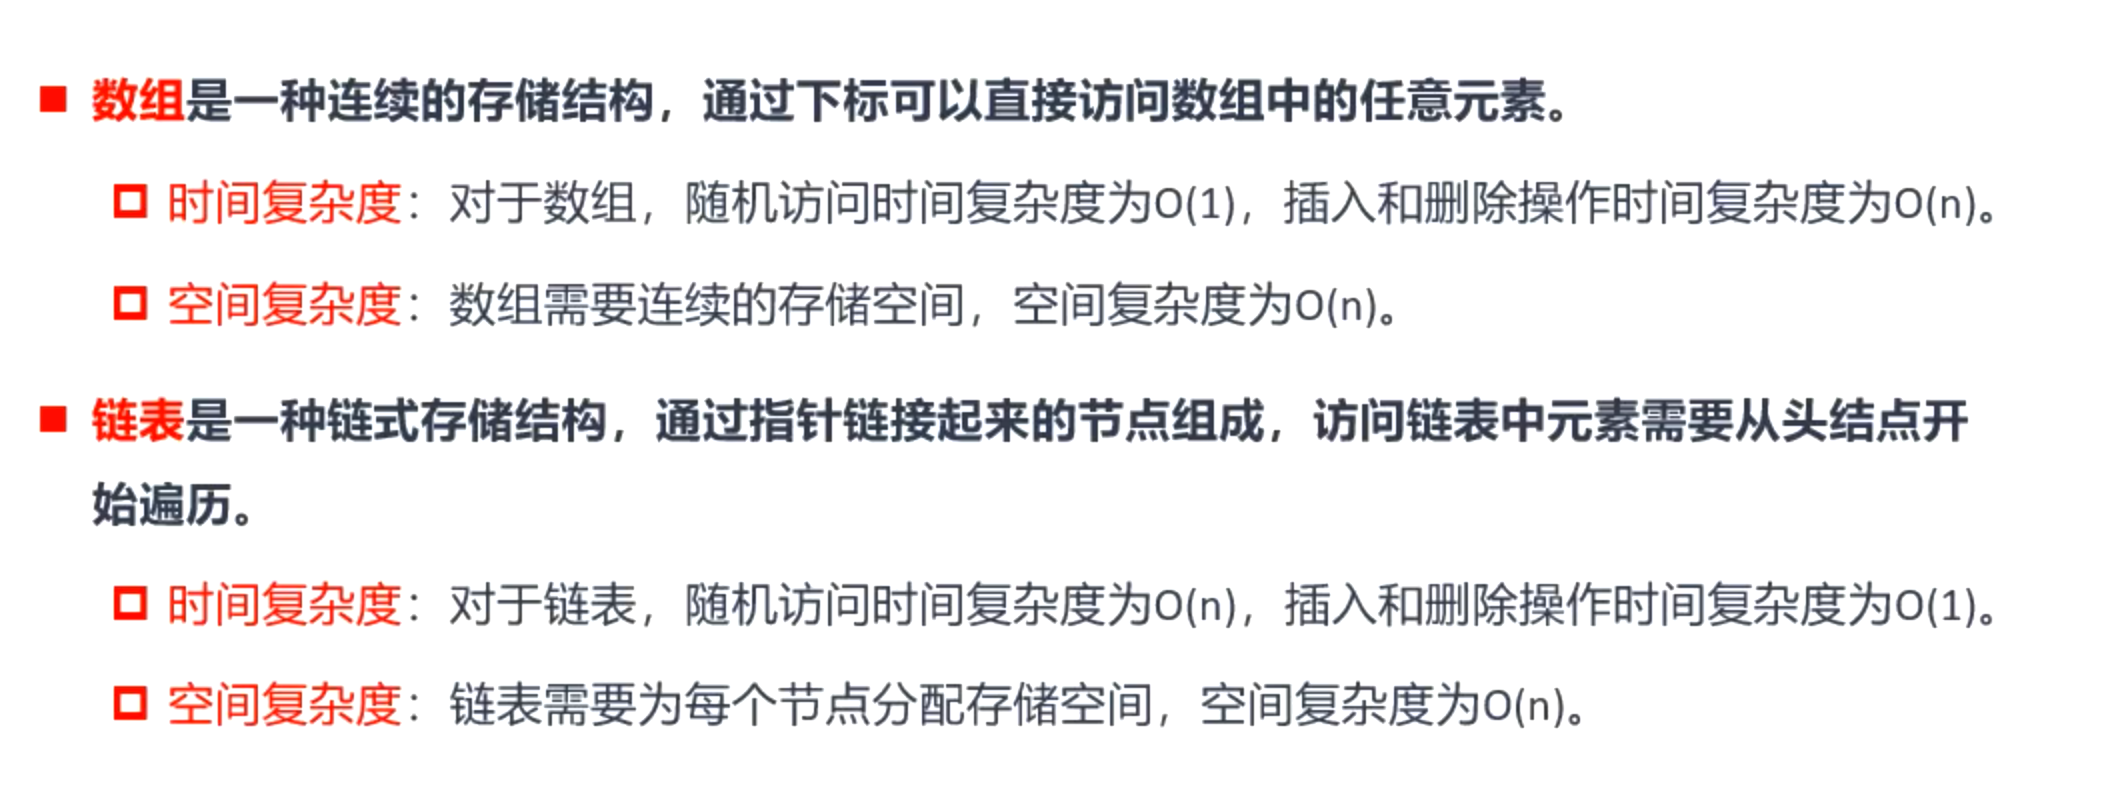 数组是一种连续的存储结构，通过下标可以直接访问数组中的任意元素。
时间复杂度：对于数组，随机访问时间复杂度为O(1)，插入和删除操作时间复杂度为O(n)。
空间复杂度：数组需要连续的存储空间，空间复杂度为O(n)。
链表是一种链式存储结构，通过指针链接起来的节点组成，访问链表中元素需要从头结点开
始遍历。
时间复杂度：对于链表，随机访问时间复杂度为O(n)，插入和删除操作时间复杂度为O(1)。
空间复杂度：链表需要为每个节点分配存储空间，空间复杂度为O(n)。